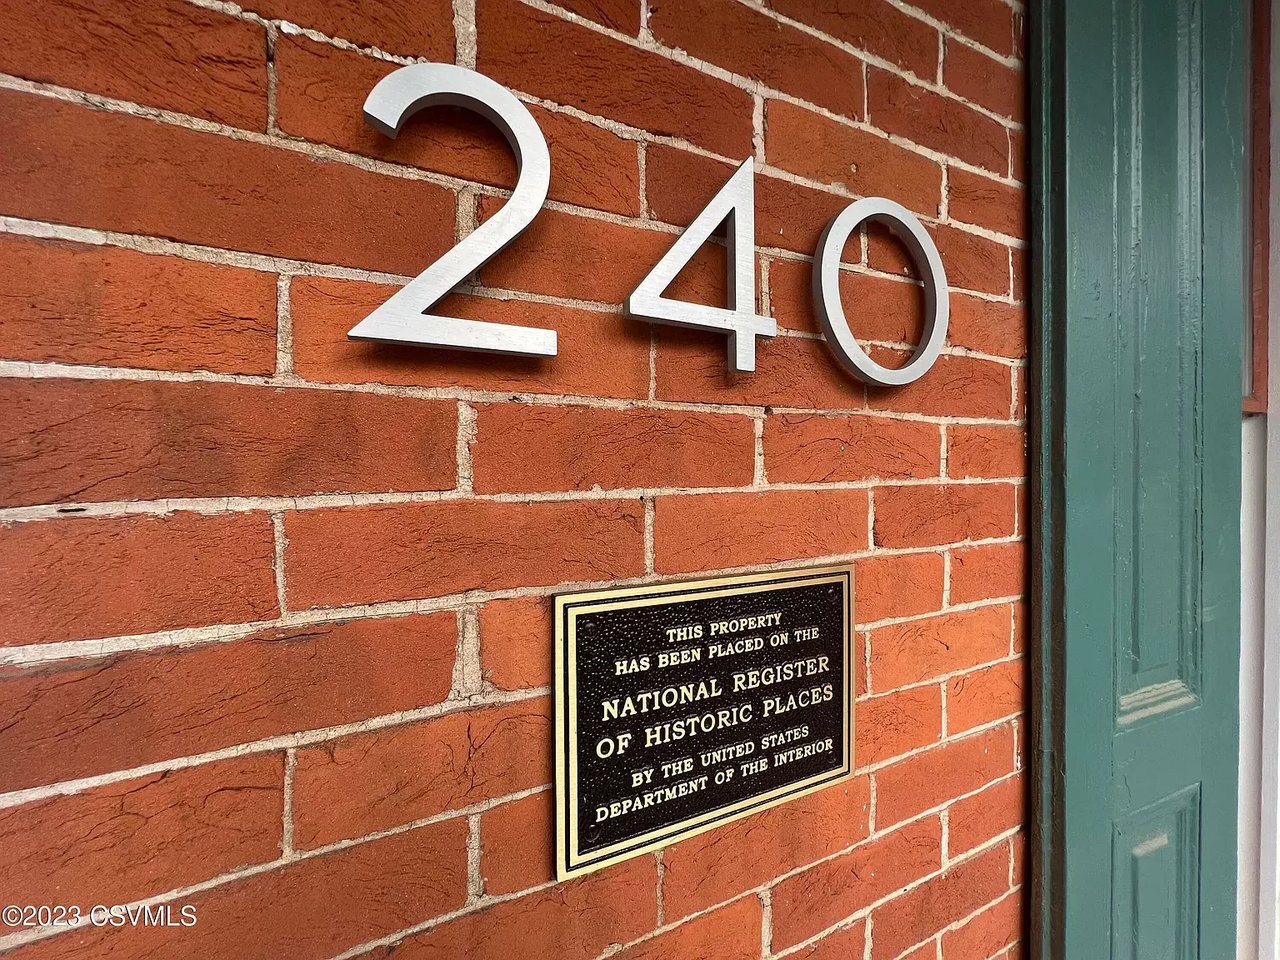 240
THIS PROPERTY
HAS BEEN PLACED ON THE
NATIONAL REGISTER
OF HISTORIC PLACES
BY THE UNITED STATES
DEPARTMENT OF THE INTERIOR
©2023 CSVMLS